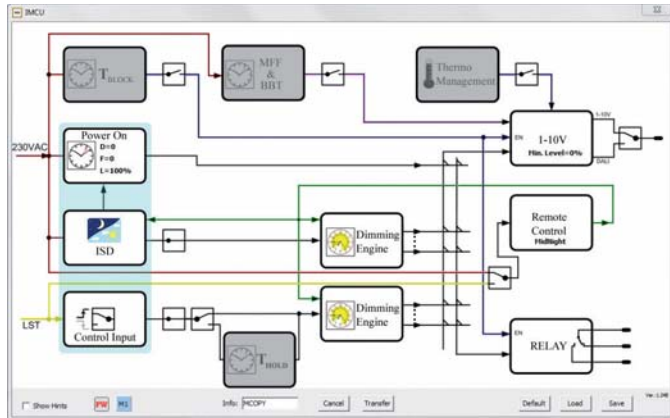 IMCU
T BLOCK
MFF
&
BBT
Thermo
Management
230VAC
Power On
D=0
F=0
L=100%
1-10V
EN
1-10V
Min. Level=0%
DALI
ISD
Dimming
Engine
Remote
Control
MidNight
LST
Control Input
Dimming
Engine
T HOLD
EN
RELAY
Show Hints
FW
M1
Info:
MCOPY
Cancel
Transfer
Default
Load
Save